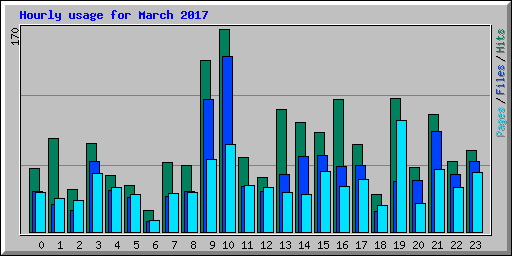 Hourly usage for March 2017
170
Pages / Files / Hits
0 1 2 3 4 5 6 7 8 9 10 11 12 13 14 15 16 17 18 19 20 21 22 23